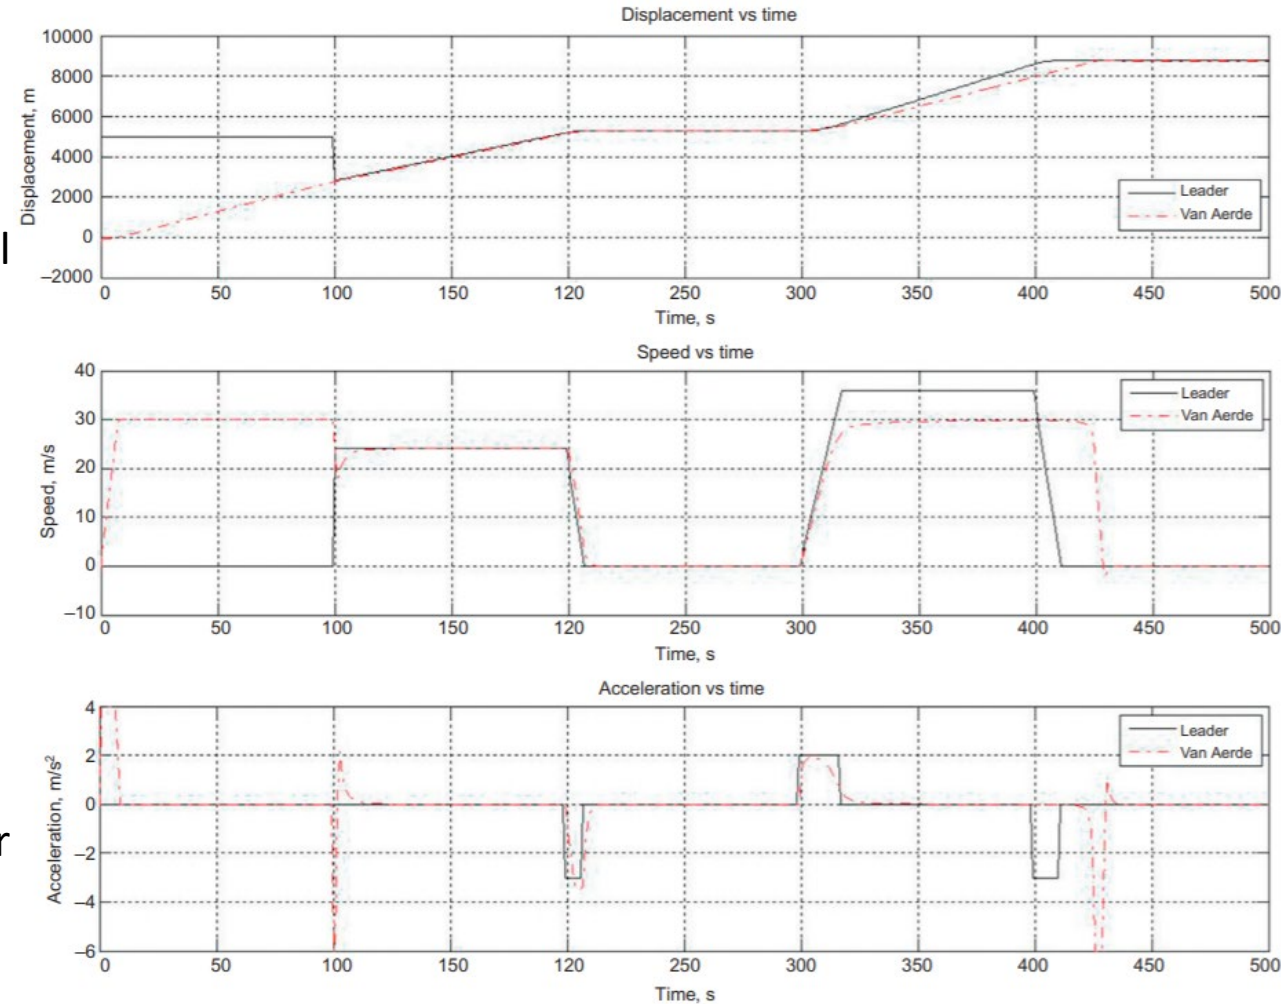 Displacement vs time
10000
8000
6000
4000
2000
0
–2000
Displacement, m
l
Leader
Van Aerde
0 50 100 150 120 250 300 350 400 450 500
Time, s
Speed vs time
40
30
20
10
0
–10
Speed, m/s
Leader
Van Aerde
0 50 100 150 120 250 300 350 400 450 500
Time, s
Acceleration vs time
4
2
0
–2
–4
–6
Acceleration, m/s²
r
Leader
Van Aerde
0 50 100 150 120 250 300 350 400 450 500
Time, s